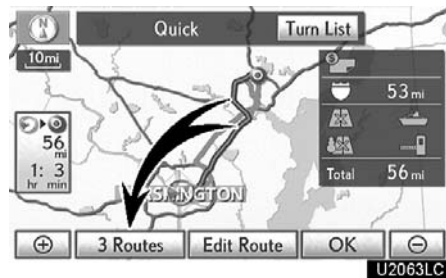 N
Quick
Turn List
10mi
$
53 mi
56
mi
1: 3
hr min
Total 56 mi
3 Routes
Edit Route
OK
U2063LC